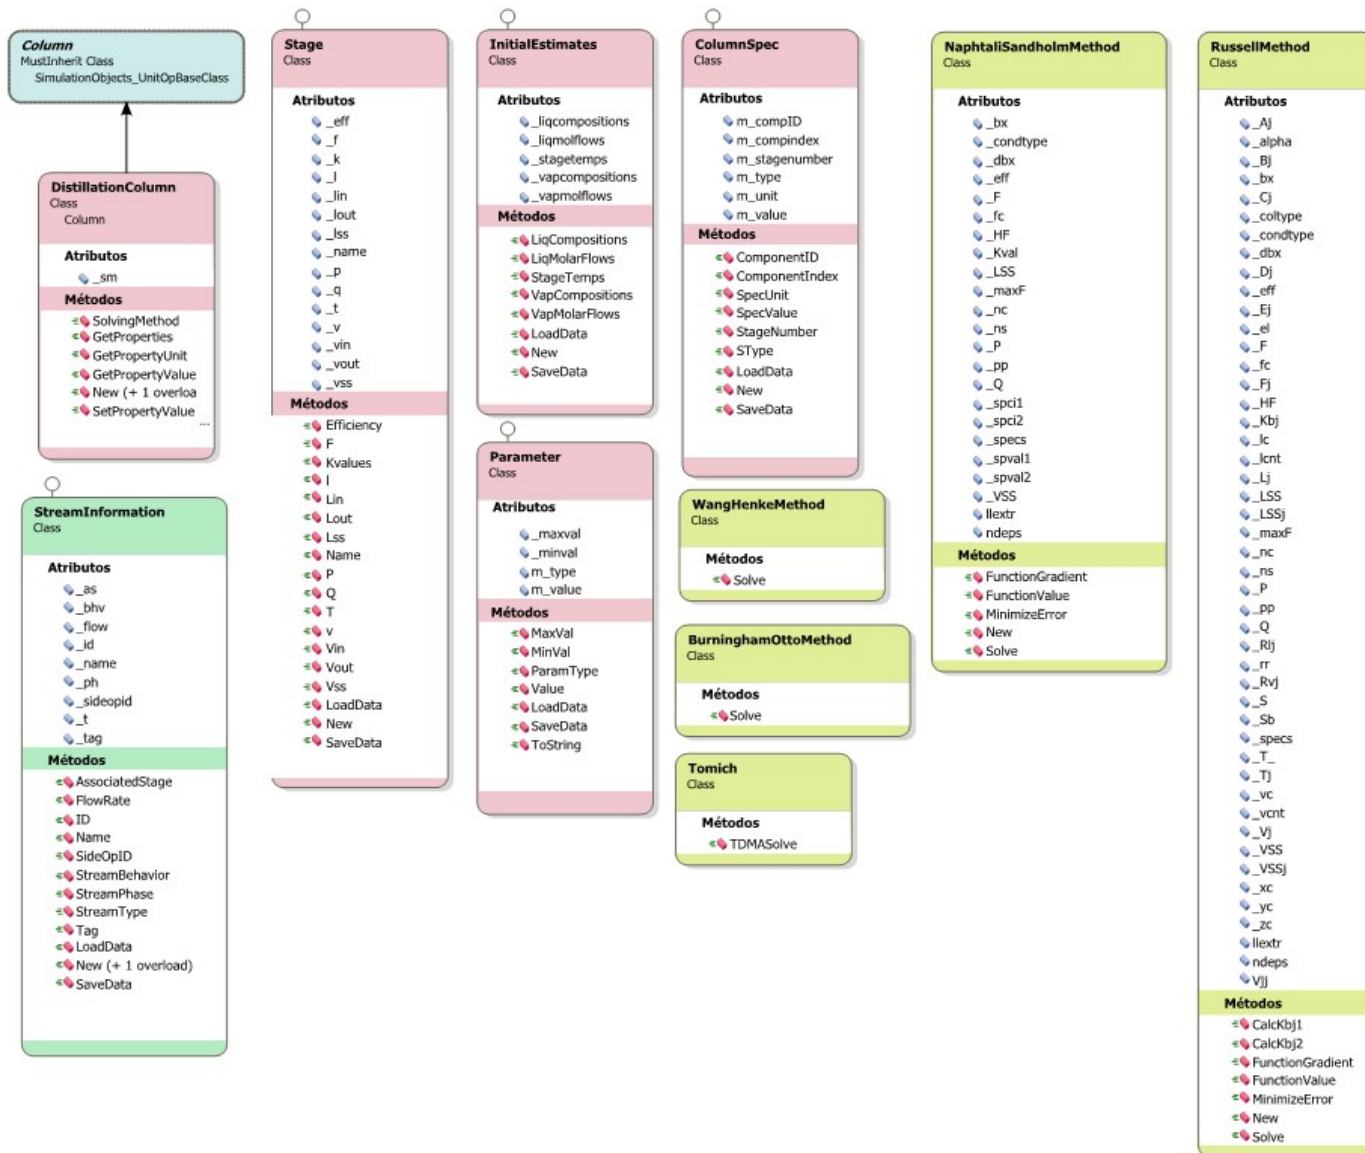 Column
MustInherit Class
SimulationObjects_UnitOpBaseClass
DistillationColumn
Class
Column
Atributos
_sm
Métodos
SolvingMethod
GetProperties
GetPropertyUnit
GetPropertyValue
New (+ 1 overloa
SetPropertyValue
...
StreamInformation
Class
Atributos
_as
_bhv
_flow
_id
_name
_ph
_sideopid
_t
_tag
Métodos
AssociatedStage
FlowRate
ID
Name
SideOpID
StreamBehavior
StreamPhase
StreamType
Tag
LoadData
New (+ 1 overload)
SaveData
Stage
Class
Atributos
_eff
_f
_k
_l
_lin
_lout
_lss
_name
_p
_q
_t
_v
_vin
_vout
_vss
Métodos
Efficiency
F
Kvalues
l
Lin
Lout
Lss
Name
P
Q
T
v
Vin
Vout
Vss
LoadData
New
SaveData
InitialEstimates
Class
Atributos
_liqcompositions
_liqmolflows
_stagetemps
_vapcompositions
_vapmolflows
Métodos
LiqCompositions
LiqMolarFlows
StageTemps
VapCompositions
VapMolarFlows
LoadData
New
SaveData
Parameter
Class
Atributos
_maxval
_minval
m_type
m_value
Métodos
MaxVal
MinVal
ParamType
Value
LoadData
SaveData
ToString
ColumnSpec
Class
Atributos
m_compID
m_compindex
m_stagenumber
m_type
m_unit
m_value
Métodos
ComponentID
ComponentIndex
SpecUnit
SpecValue
StageNumber
SType
LoadData
New
SaveData
WangHenkeMethod
Class
Métodos
Solve
BurninghamOttoMethod
Class
Métodos
Solve
Tomich
Class
Métodos
TDMASolve
NaphtaliSandholmMethod
Class
Atributos
_bx
_condtype
_dbx
_eff
_F
_fc
_HF
_Kval
_LSS
_maxF
_nc
_ns
_P
_pp
_Q
_spci1
_spci2
_specs
_spval1
_spval2
_VSS
llextr
ndeps
Métodos
FunctionGradient
FunctionValue
MinimizeError
New
Solve
RussellMethod
Class
Atributos
_Aj
_alpha
_Bj
_bx
_Cj
_coltype
_condtype
_dbx
_Dj
_eff
_Ej
_el
_F
_fc
_Fj
_HF
_Kbj
_lc
_lcnt
_Lj
_LSS
_LSSj
_maxF
_nc
_ns
_P
_pp
_Q
_Rlj
_rr
_Rvj
_S
_Sb
_specs
_T_
_Tj
_vc
_vcnt
_Vj
_VSS
_VSSj
_xc
_yc
_zc
llextr
ndeps
Vjj
Métodos
CalcKbj1
CalcKbj2
FunctionGradient
FunctionValue
MinimizeError
New
Solve